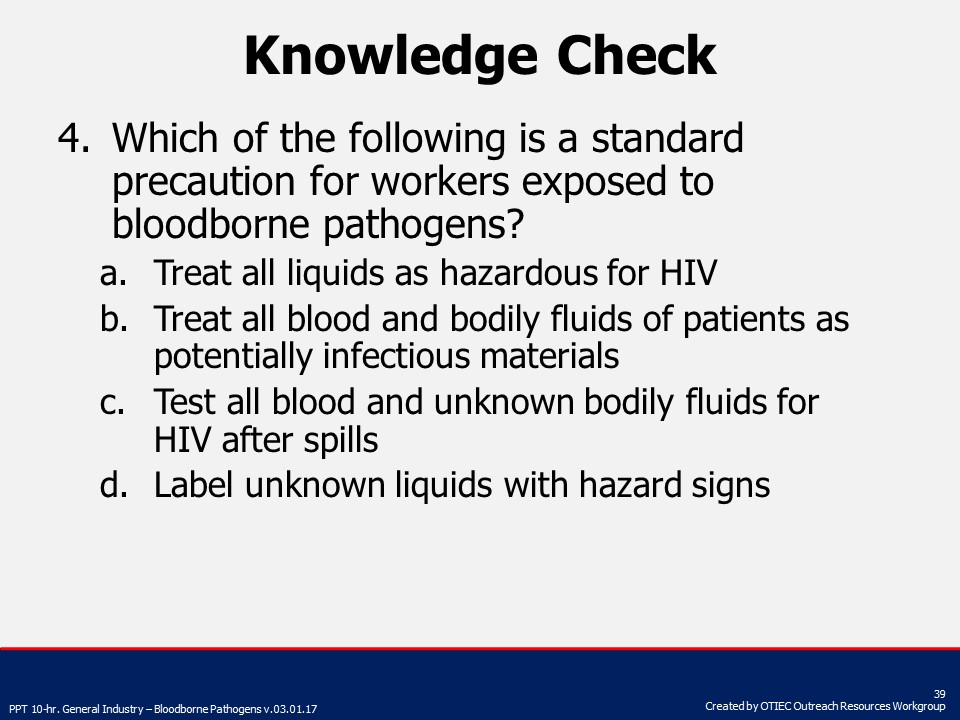 Knowledge Check
4. Which of the following is a standard
precaution for workers exposed to
bloodborne pathogens?
a. Treat all liquids as hazardous for HIV
b. Treat all blood and bodily fluids of patients as
potentially infectious materials
c. Test all blood and unknown bodily fluids for
HIV after spills
d. Label unknown liquids with hazard signs
39
PPT 10-hr. General Industry – Bloodborne Pathogens v.03.01.17
Created by OTIEC Outreach Resources Workgroup